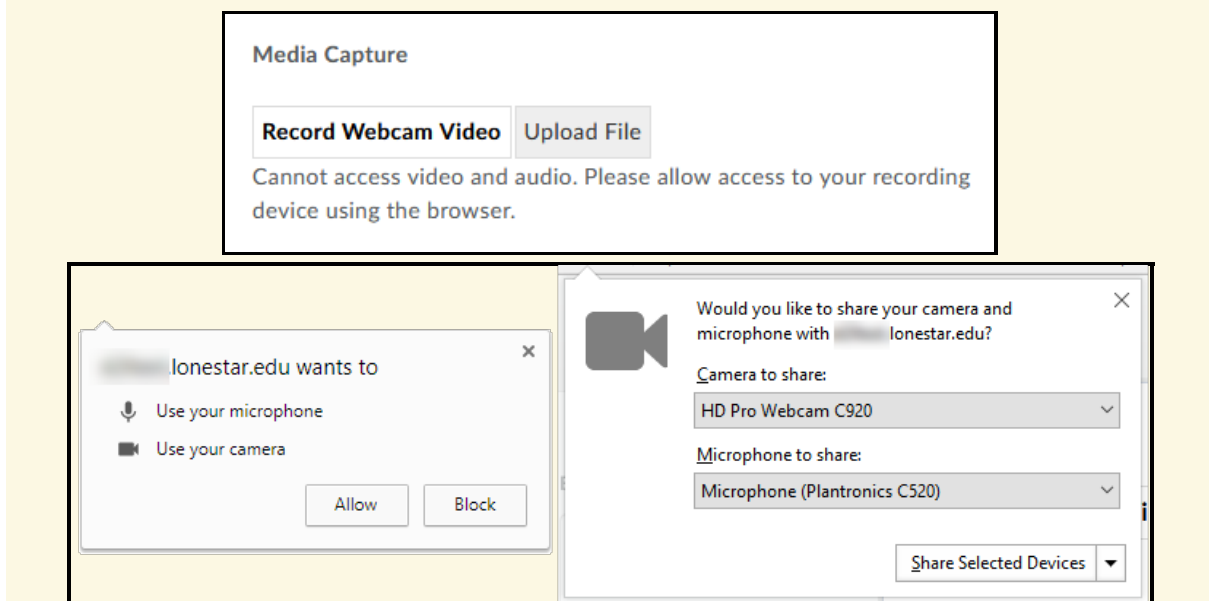 Media Capture
Record Webcam Video Upload File
Cannot access video and audio. Please allow access to your recording
device using the browser.
.lonestar.edu wants to
Use your microphone
Use your camera
Allow Block
Would you like to share your camera and
microphone with lonestar.edu?
Camera to share:
HD Pro Webcam C920
Microphone to share:
Microphone (Plantronics C520)
Share Selected Devices